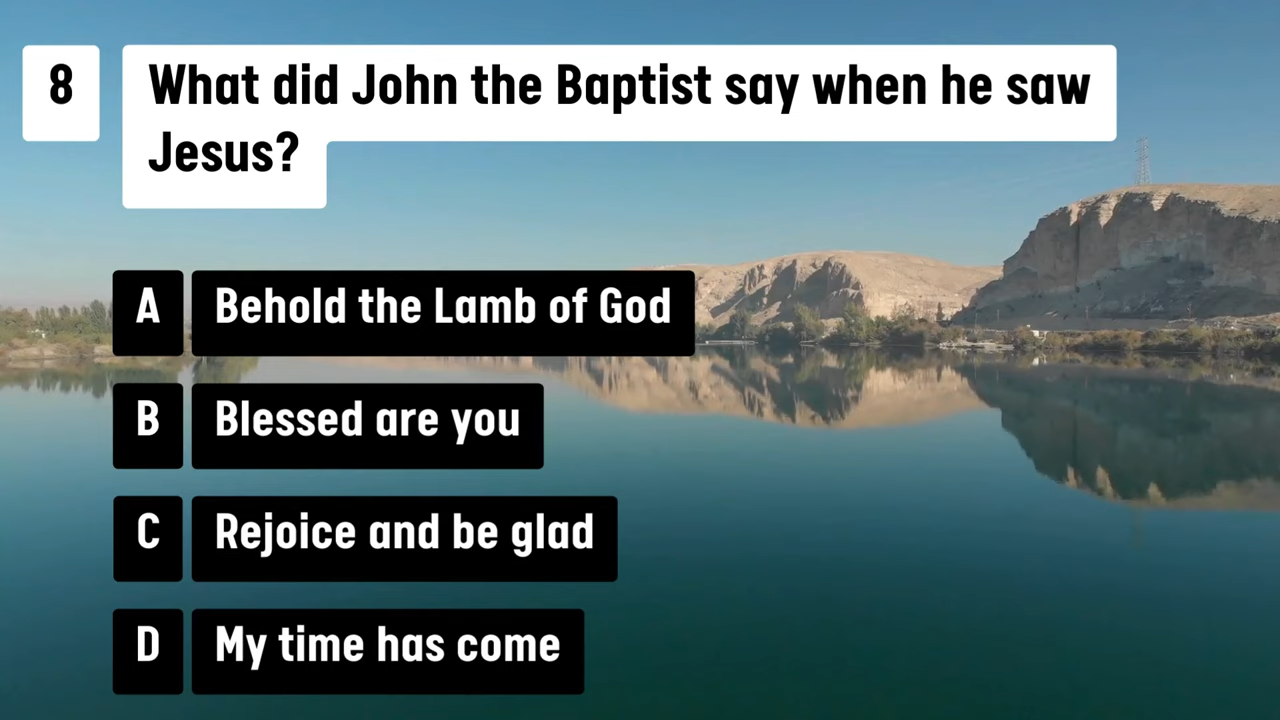 8 What did John the Baptist say when he saw
Jesus?
A Behold the Lamb of God
B Blessed are you
C Rejoice and be glad
D My time has come